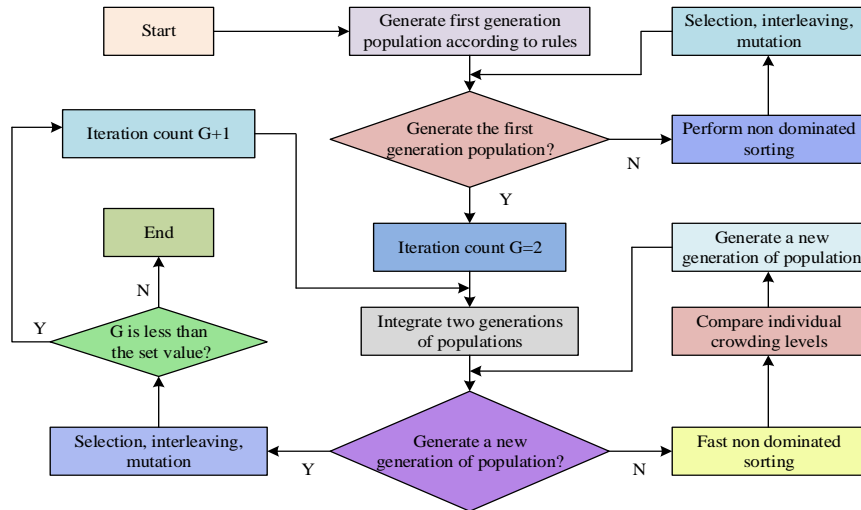 Start
Generate first generation
population according to rules
Selection, interleaving,
mutation
Iteration count G+1
Generate the first
generation population?
N
Perform non dominated
sorting
Y
End
Iteration count G=2
Generate a new
generation of population
N
Y
G is less than
the set value?
Integrate two generations
of populations
Compare individual
crowding levels
Selection, interleaving,
mutation
Y
Generate a new
generation of population?
N
Fast non dominated
sorting